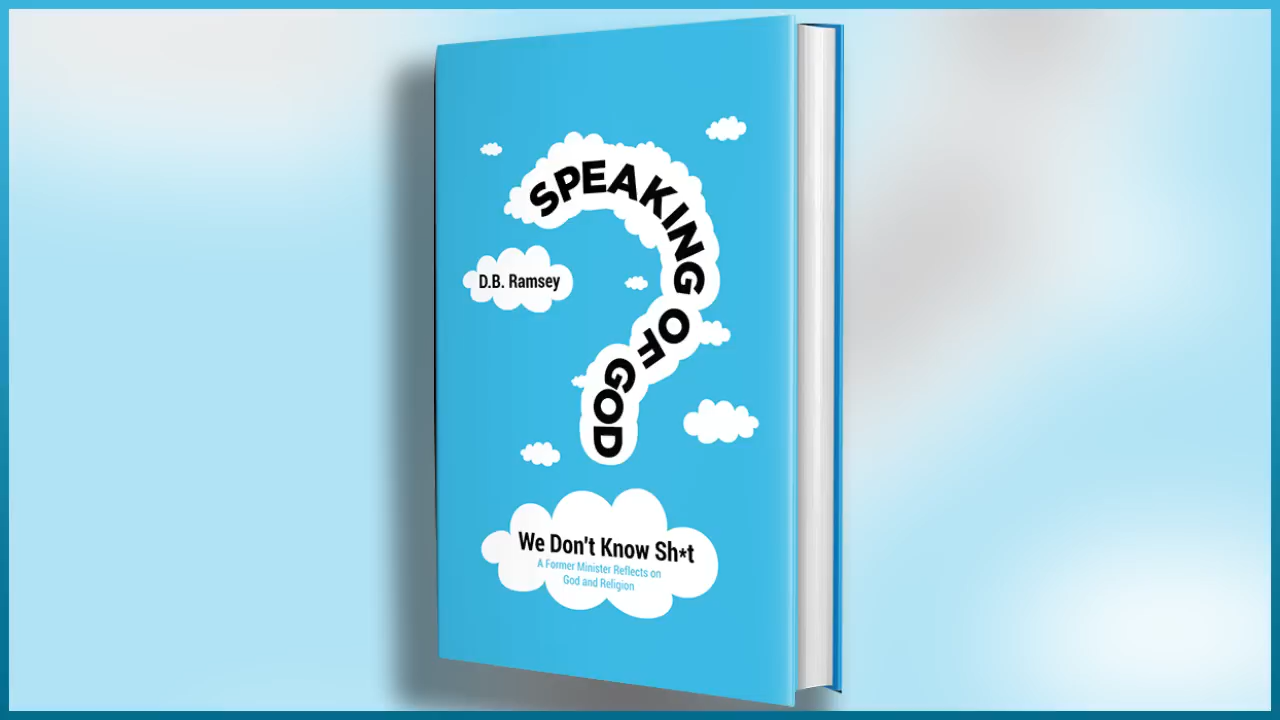 SPEAKING OF GOD
D.B. Ramsey
We Don't Know Sh*t
A Former Minister Reflects on
God and Religion